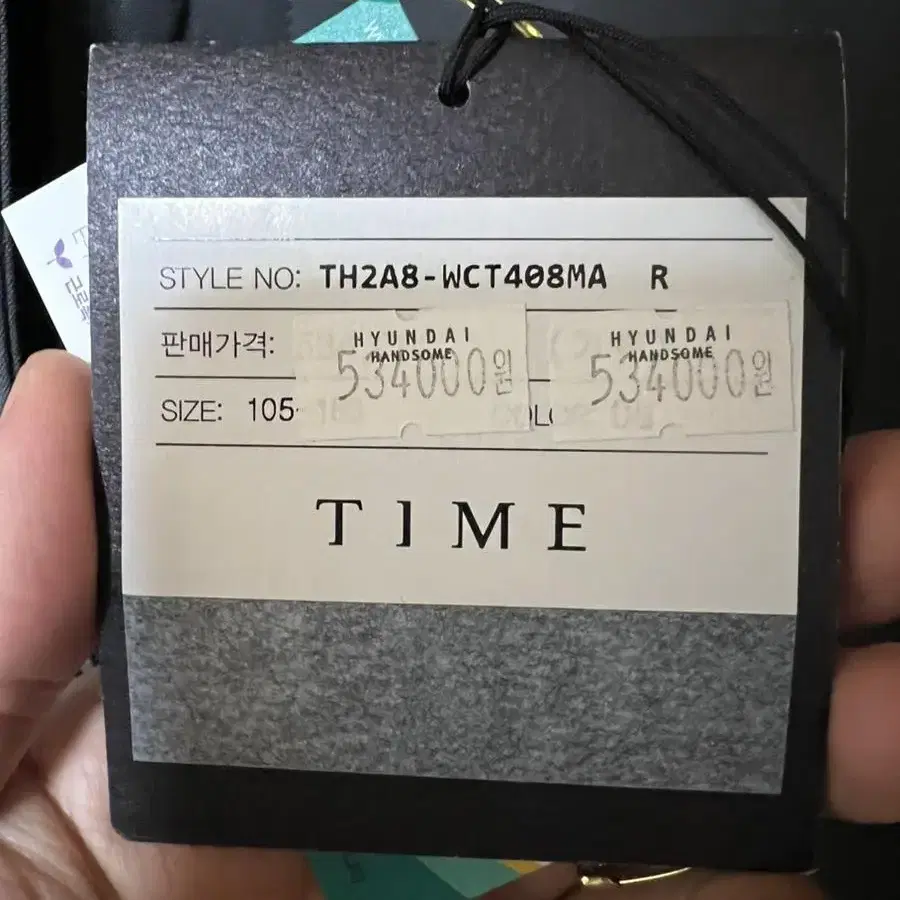 STYLE NO: TH2A8-WCT408MA R
판매가격:
HYUNDAI HANDSOME 534000원
HYUNDAI HANDSOME 534000원
SIZE: 105
TIME